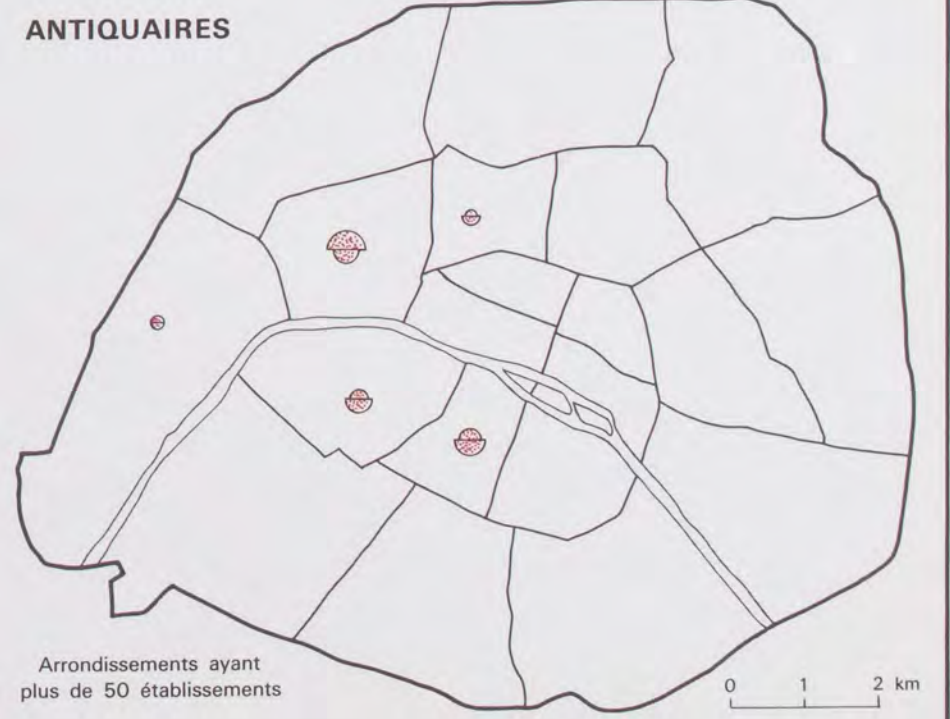 ANTIQUAIRES
Arrondissements ayant
plus de 50 établissements
0 1 2 km